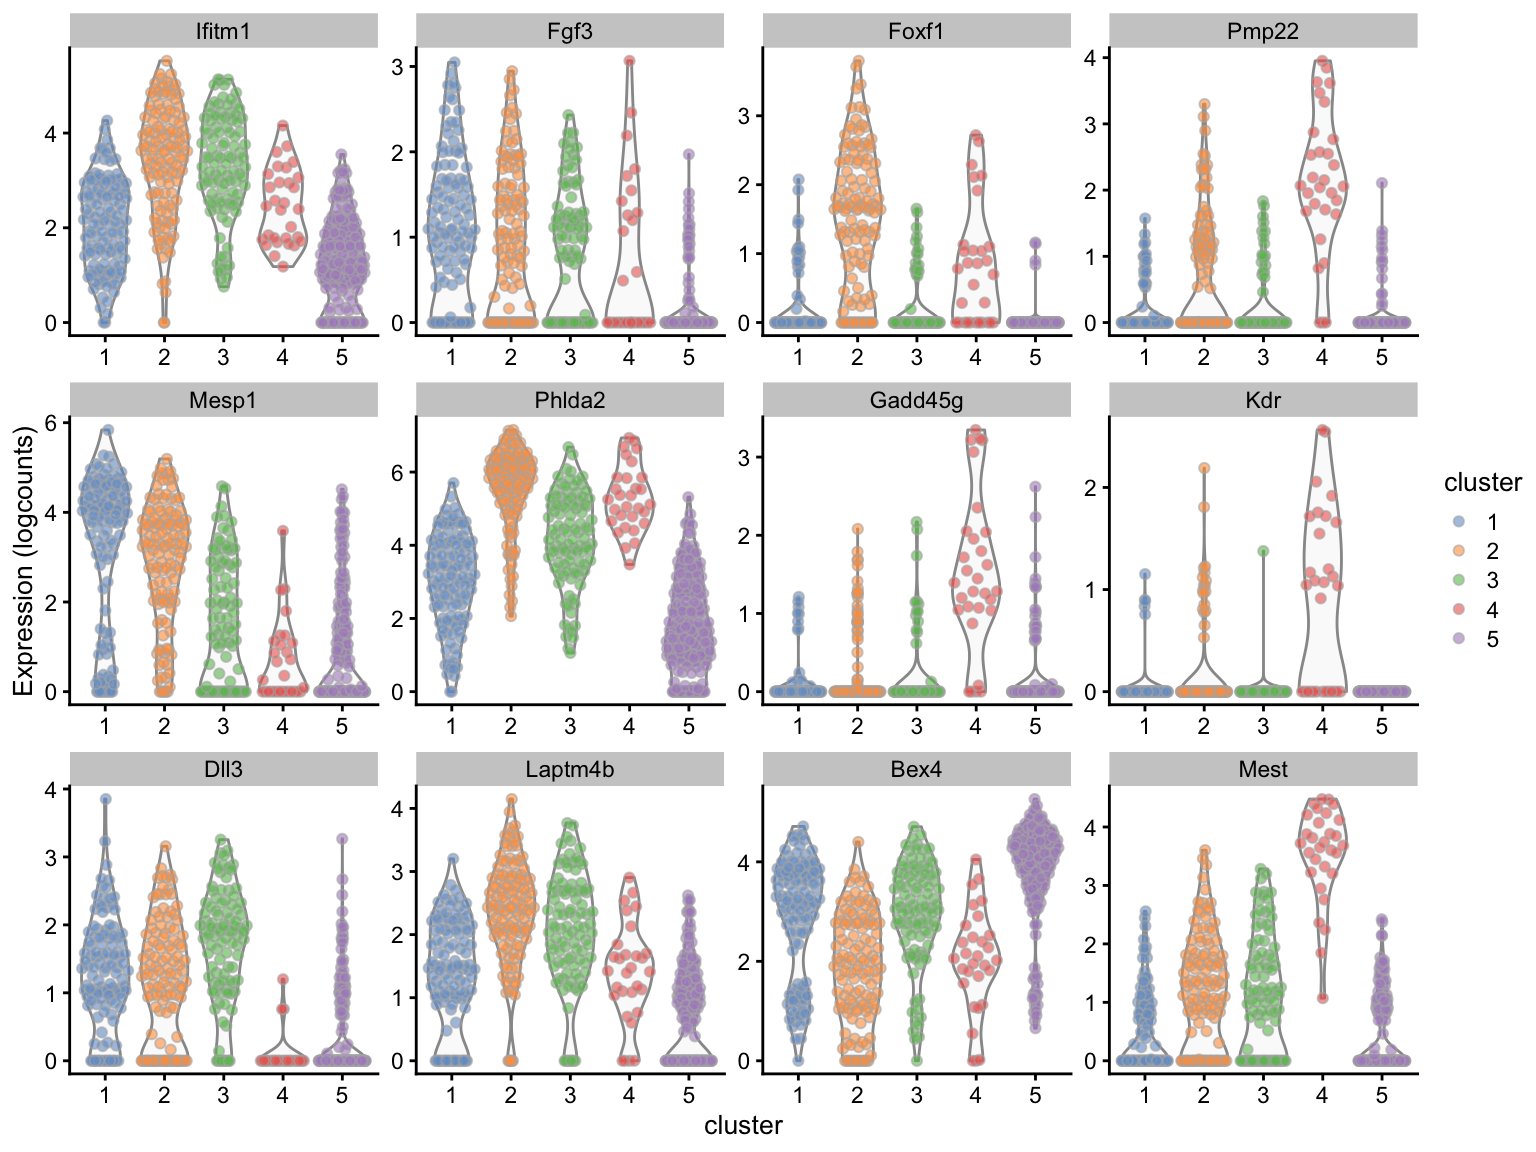 Ifitm1 Fgf3 Foxf1 Pmp22
4 2 0
3 2 1 0
3 2 1 0
4 3 2 1 0
1 2 3 4 5 1 2 3 4 5 1 2 3 4 5 1 2 3 4 5
Mesp1 Phlda2 Gadd45g Kdr
6 4 2 0
6 4 2 0
3 2 1 0
2 1 0
1 2 3 4 5 1 2 3 4 5 1 2 3 4 5 1 2 3 4 5
Dll3 Laptm4b Bex4 Mest
4 3 2 1 0
4 3 2 1 0
4 2 0
4 3 2 1 0
1 2 3 4 5 1 2 3 4 5 1 2 3 4 5 1 2 3 4 5
Expression (logcounts)
cluster
cluster
1
2
3
4
5